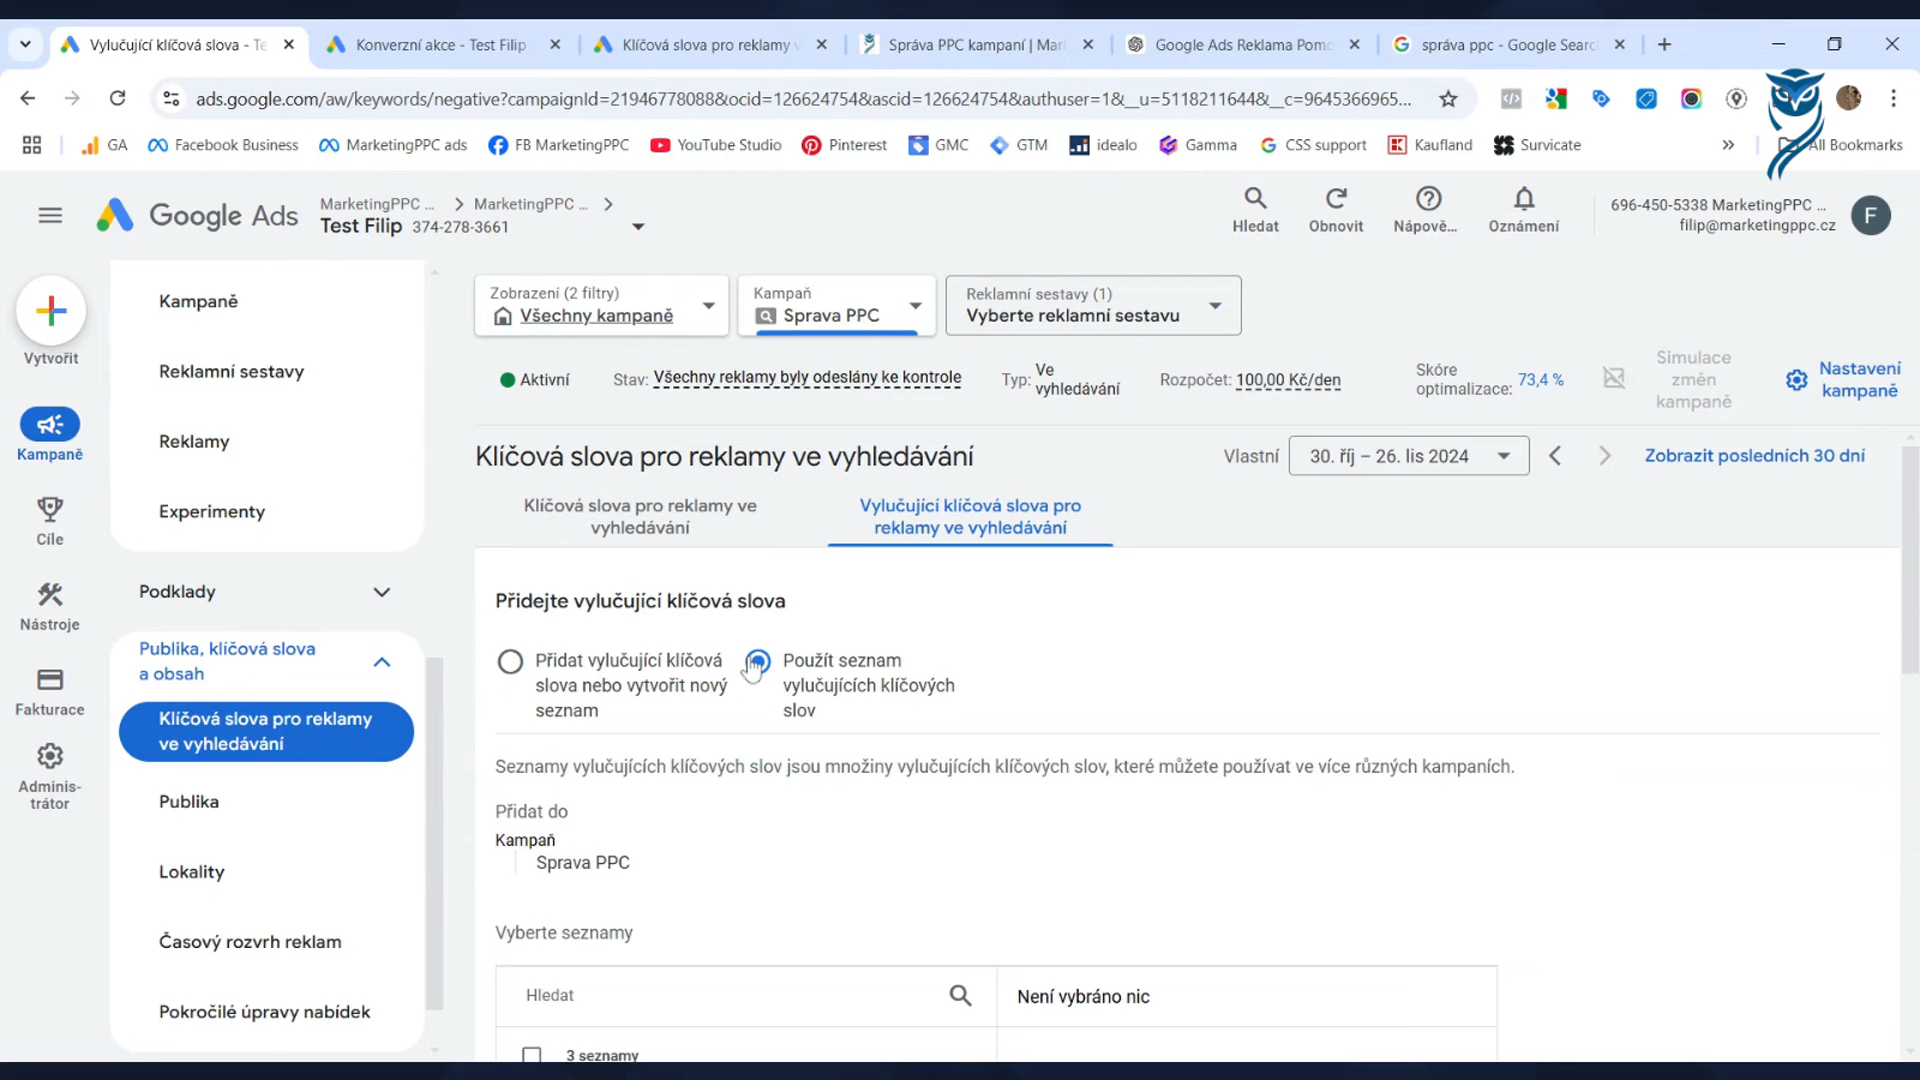 Vylučující klíčová slova - Te
Konverzní akce - Test Filip
Klíčová slova pro reklamy v
Správa PPC kampaní | Mark
Google Ads Reklama Pomo
správa ppc - Google Searc
ads.google.com/aw/keywords/negative?campaignId=21946778088&ocid=126624754&ascid=126624754&authuser=1&__u=5118211644&__c=9645366965...
GA
Facebook Business
MarketingPPC ads
FB MarketingPPC
YouTube Studio
Pinterest
GMC
GTM
idealo
Gamma
CSS support
Kaufland
Survicate
All Bookmarks
Google Ads
MarketingPPC ... > MarketingPPC ... >
Test Filip 374-278-3661
Hledat
Obnovit
Nápově...
Oznámení
696-450-5338 MarketingPPC ...
filip@marketingppc.cz
F
Vytvořit
Kampaně
Cíle
Nástroje
Fakturace
Adminis-
trátor
Kampaně
Reklamní sestavy
Reklamy
Experimenty
Podklady
Publika, klíčová slova
a obsah
Klíčová slova pro reklamy
ve vyhledávání
Publika
Lokality
Časový rozvrh reklam
Pokročilé úpravy nabídek
Zobrazení (2 filtry)
Všechny kampaně
Kampaň
Sprava PPC
Reklamní sestavy (1)
Vyberte reklamní sestavu
Aktivní
Stav: Všechny reklamy byly odeslány ke kontrole
Typ: Ve
vyhledávání
Rozpočet: 100,00 Kč/den
Skóre
optimalizace: 73,4 %
Simulace
změn
kampaně
Nastavení
kampaně
Klíčová slova pro reklamy ve vyhledávání
Vlastní
30. říj – 26. lis 2024
Zobrazit posledních 30 dní
Klíčová slova pro reklamy ve
vyhledávání
Vylučující klíčová slova pro
reklamy ve vyhledávání
Přidejte vylučující klíčová slova
Přidat vylučující klíčová
slova nebo vytvořit nový
seznam
Použít seznam
vylučujících klíčových
slov
Seznamy vylučujících klíčových slov jsou množiny vylučujících klíčových slov, které můžete používat ve více různých kampaních.
Přidat do
Kampaň
Sprava PPC
Vyberte seznamy
Hledat
Není vybráno nic
3 seznamy